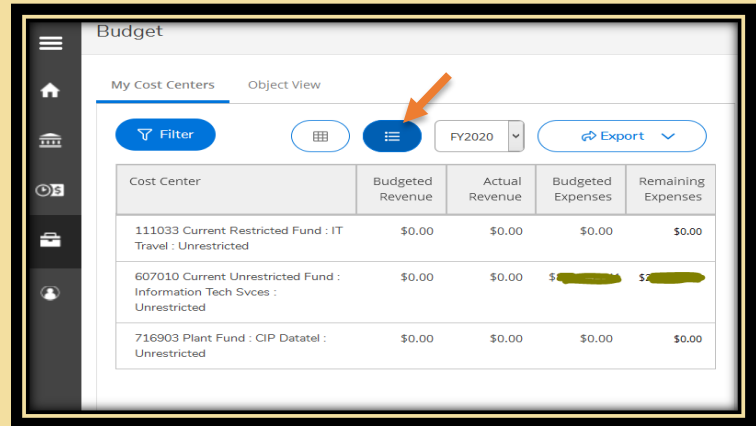 Budget
My Cost Centers Object View
Filter FY2020 Export
Cost Center Budgeted Actual Budgeted Remaining
Revenue Revenue Expenses Expenses
111033 Current Restricted Fund : IT $0.00 $0.00 $0.00 $0.00
Travel : Unrestricted
607010 Current Unrestricted Fund : $0.00 $0.00
Information Tech Svces :
Unrestricted
716903 Plant Fund : CIP Datatel : $0.00 $0.00 $0.00 $0.00
Unrestricted